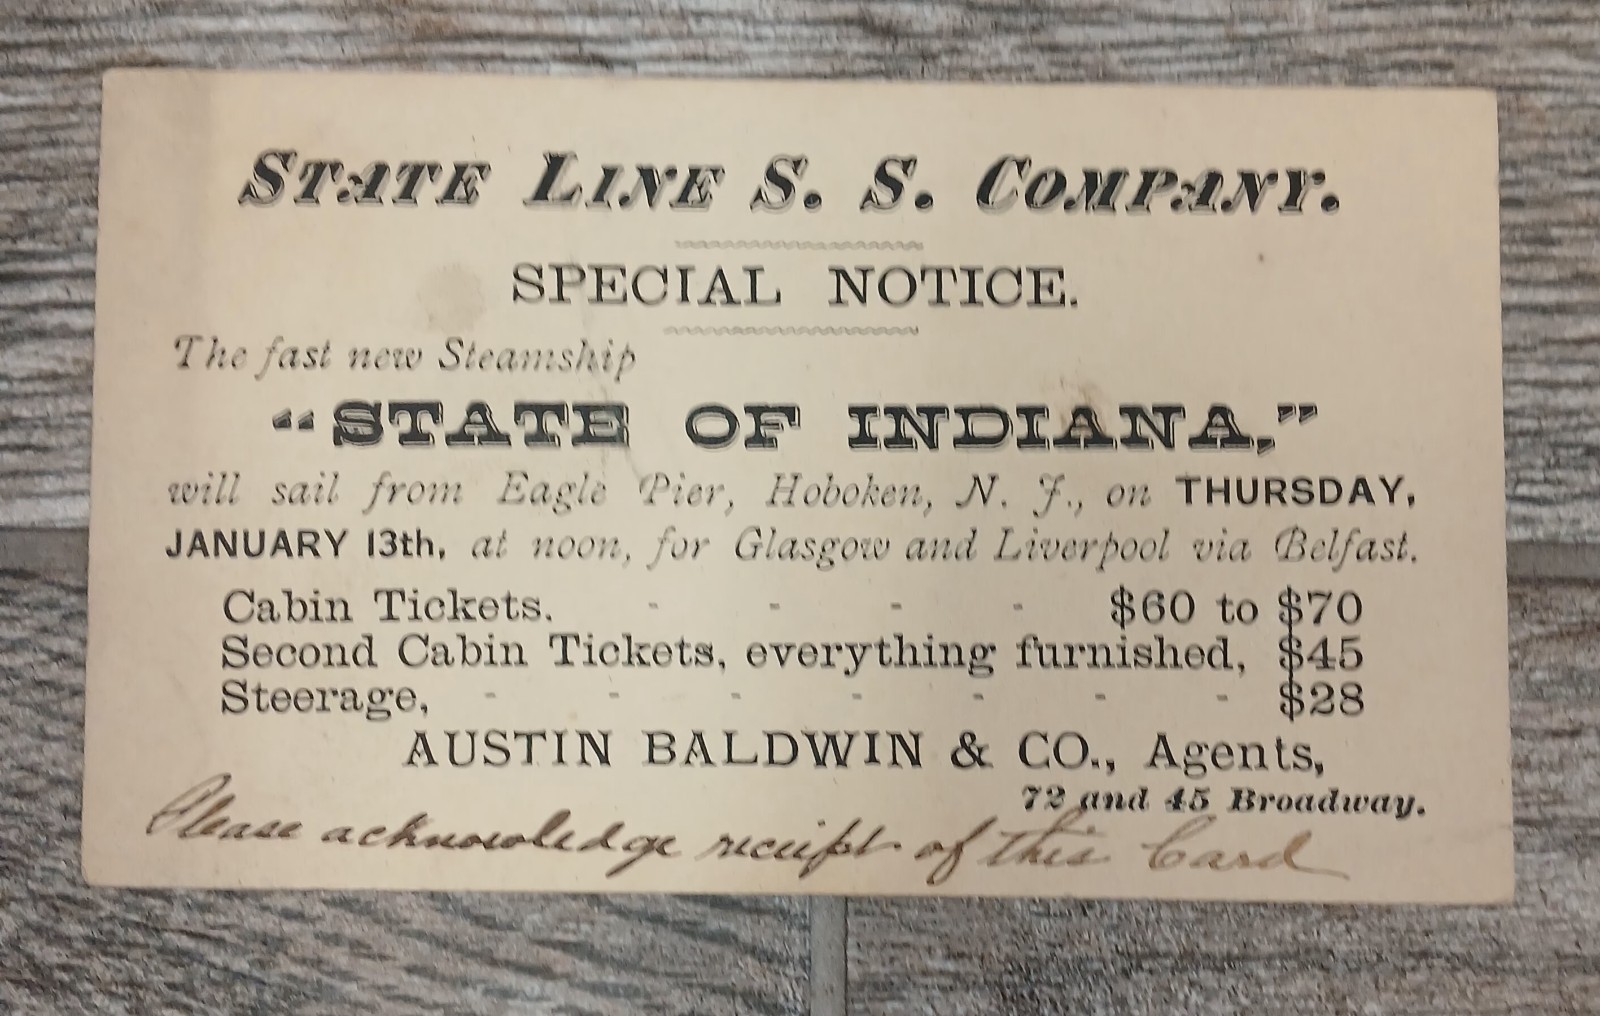 STATE LINE S. S. COMPANY.
SPECIAL NOTICE.
The fast new Steamship
"STATE OF INDIANA,"
will sail from Eagle Pier, Hoboken, N. J., on THURSDAY,
JANUARY 13th, at noon, for Glasgow and Liverpool via Belfast.
Cabin Tickets. - - - - $60 to $70
Second Cabin Tickets, everything furnished, $45
Steerage, - - - - - - - $28
AUSTIN BALDWIN & CO., Agents,
72 and 45 Broadway.
Please acknowledge receipt of this Card